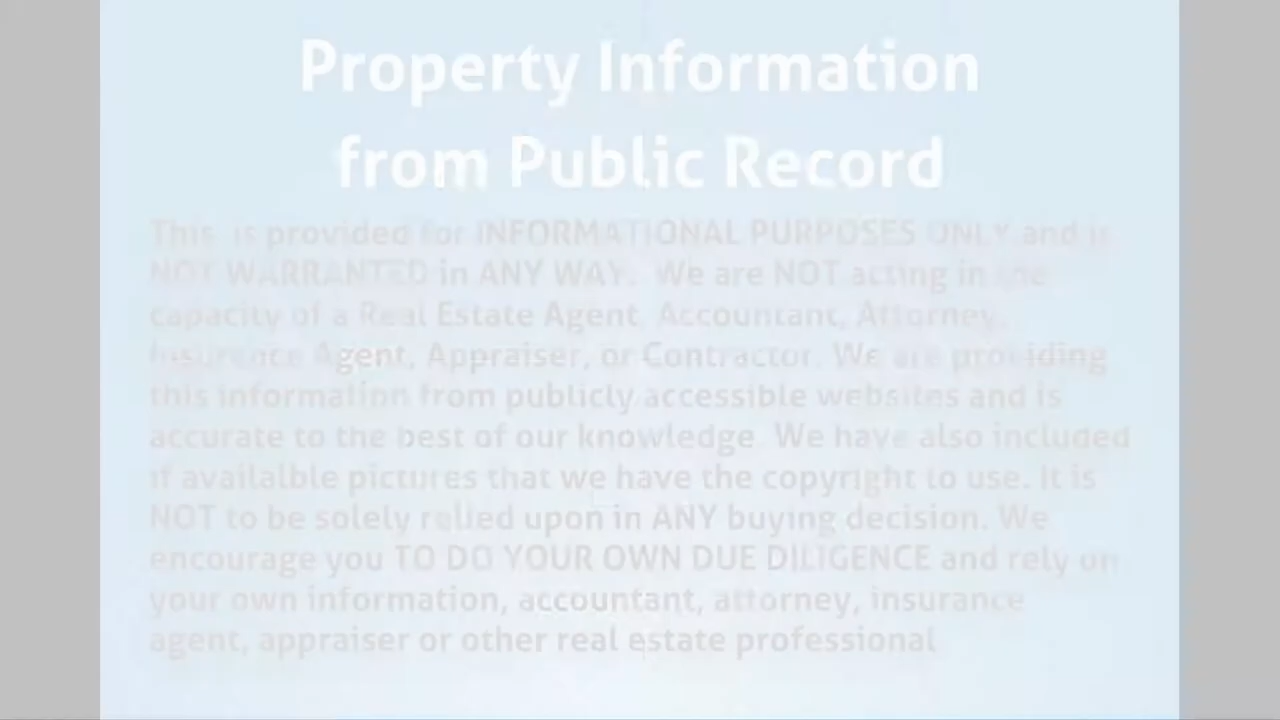 Property Information
from Public Record
This is provided for INFORMATIONAL PURPOSES ONLY and is
NOT WARRANTED in ANY WAY. We are NOT acting in the
capacity of a Real Estate Agent, Accountant, Attorney,
Insurance Agent, Appraiser, or Contractor. We are providing
this information from publicly accessible websites and is
accurate to the best of our knowledge. We have also included
if availalble pictures that we have the copyright to use. It is
NOT to be solely relied upon in ANY buying decision. We
encourage you TO DO YOUR OWN DUE DILIGENCE and rely on
your own information, accountant, attorney, insurance
agent, appraiser or other real estate professional